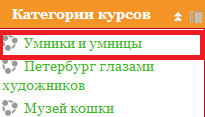 Категории курсов
Умники и умницы
Петербург глазами
художников
Музей кошки